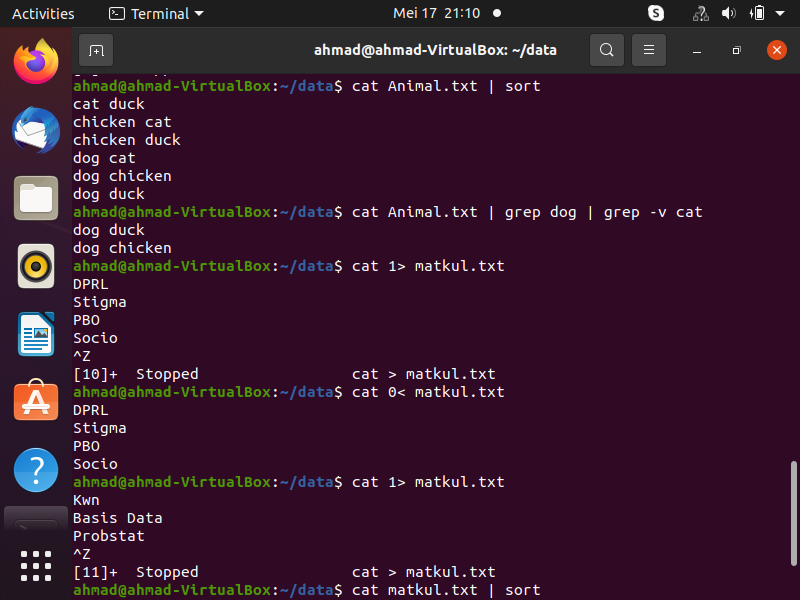 Activities
Terminal
Mei 17 21:10
ahmad@ahmad-VirtualBox: ~/data
ahmad@ahmad-VirtualBox:~/data$ cat Animal.txt | sort
cat duck
chicken cat
chicken duck
dog cat
dog chicken
dog duck
ahmad@ahmad-VirtualBox:~/data$ cat Animal.txt | grep dog | grep -v cat
dog duck
dog chicken
ahmad@ahmad-VirtualBox:~/data$ cat 1> matkul.txt
DPRL
Stigma
PBO
Socio
^Z
[10]+  Stopped                 cat > matkul.txt
ahmad@ahmad-VirtualBox:~/data$ cat 0< matkul.txt
DPRL
Stigma
PBO
Socio
ahmad@ahmad-VirtualBox:~/data$ cat 1> matkul.txt
Kwn
Basis Data
Probstat
^Z
[11]+  Stopped                 cat > matkul.txt
ahmad@ahmad-VirtualBox:~/data$ cat matkul.txt | sort